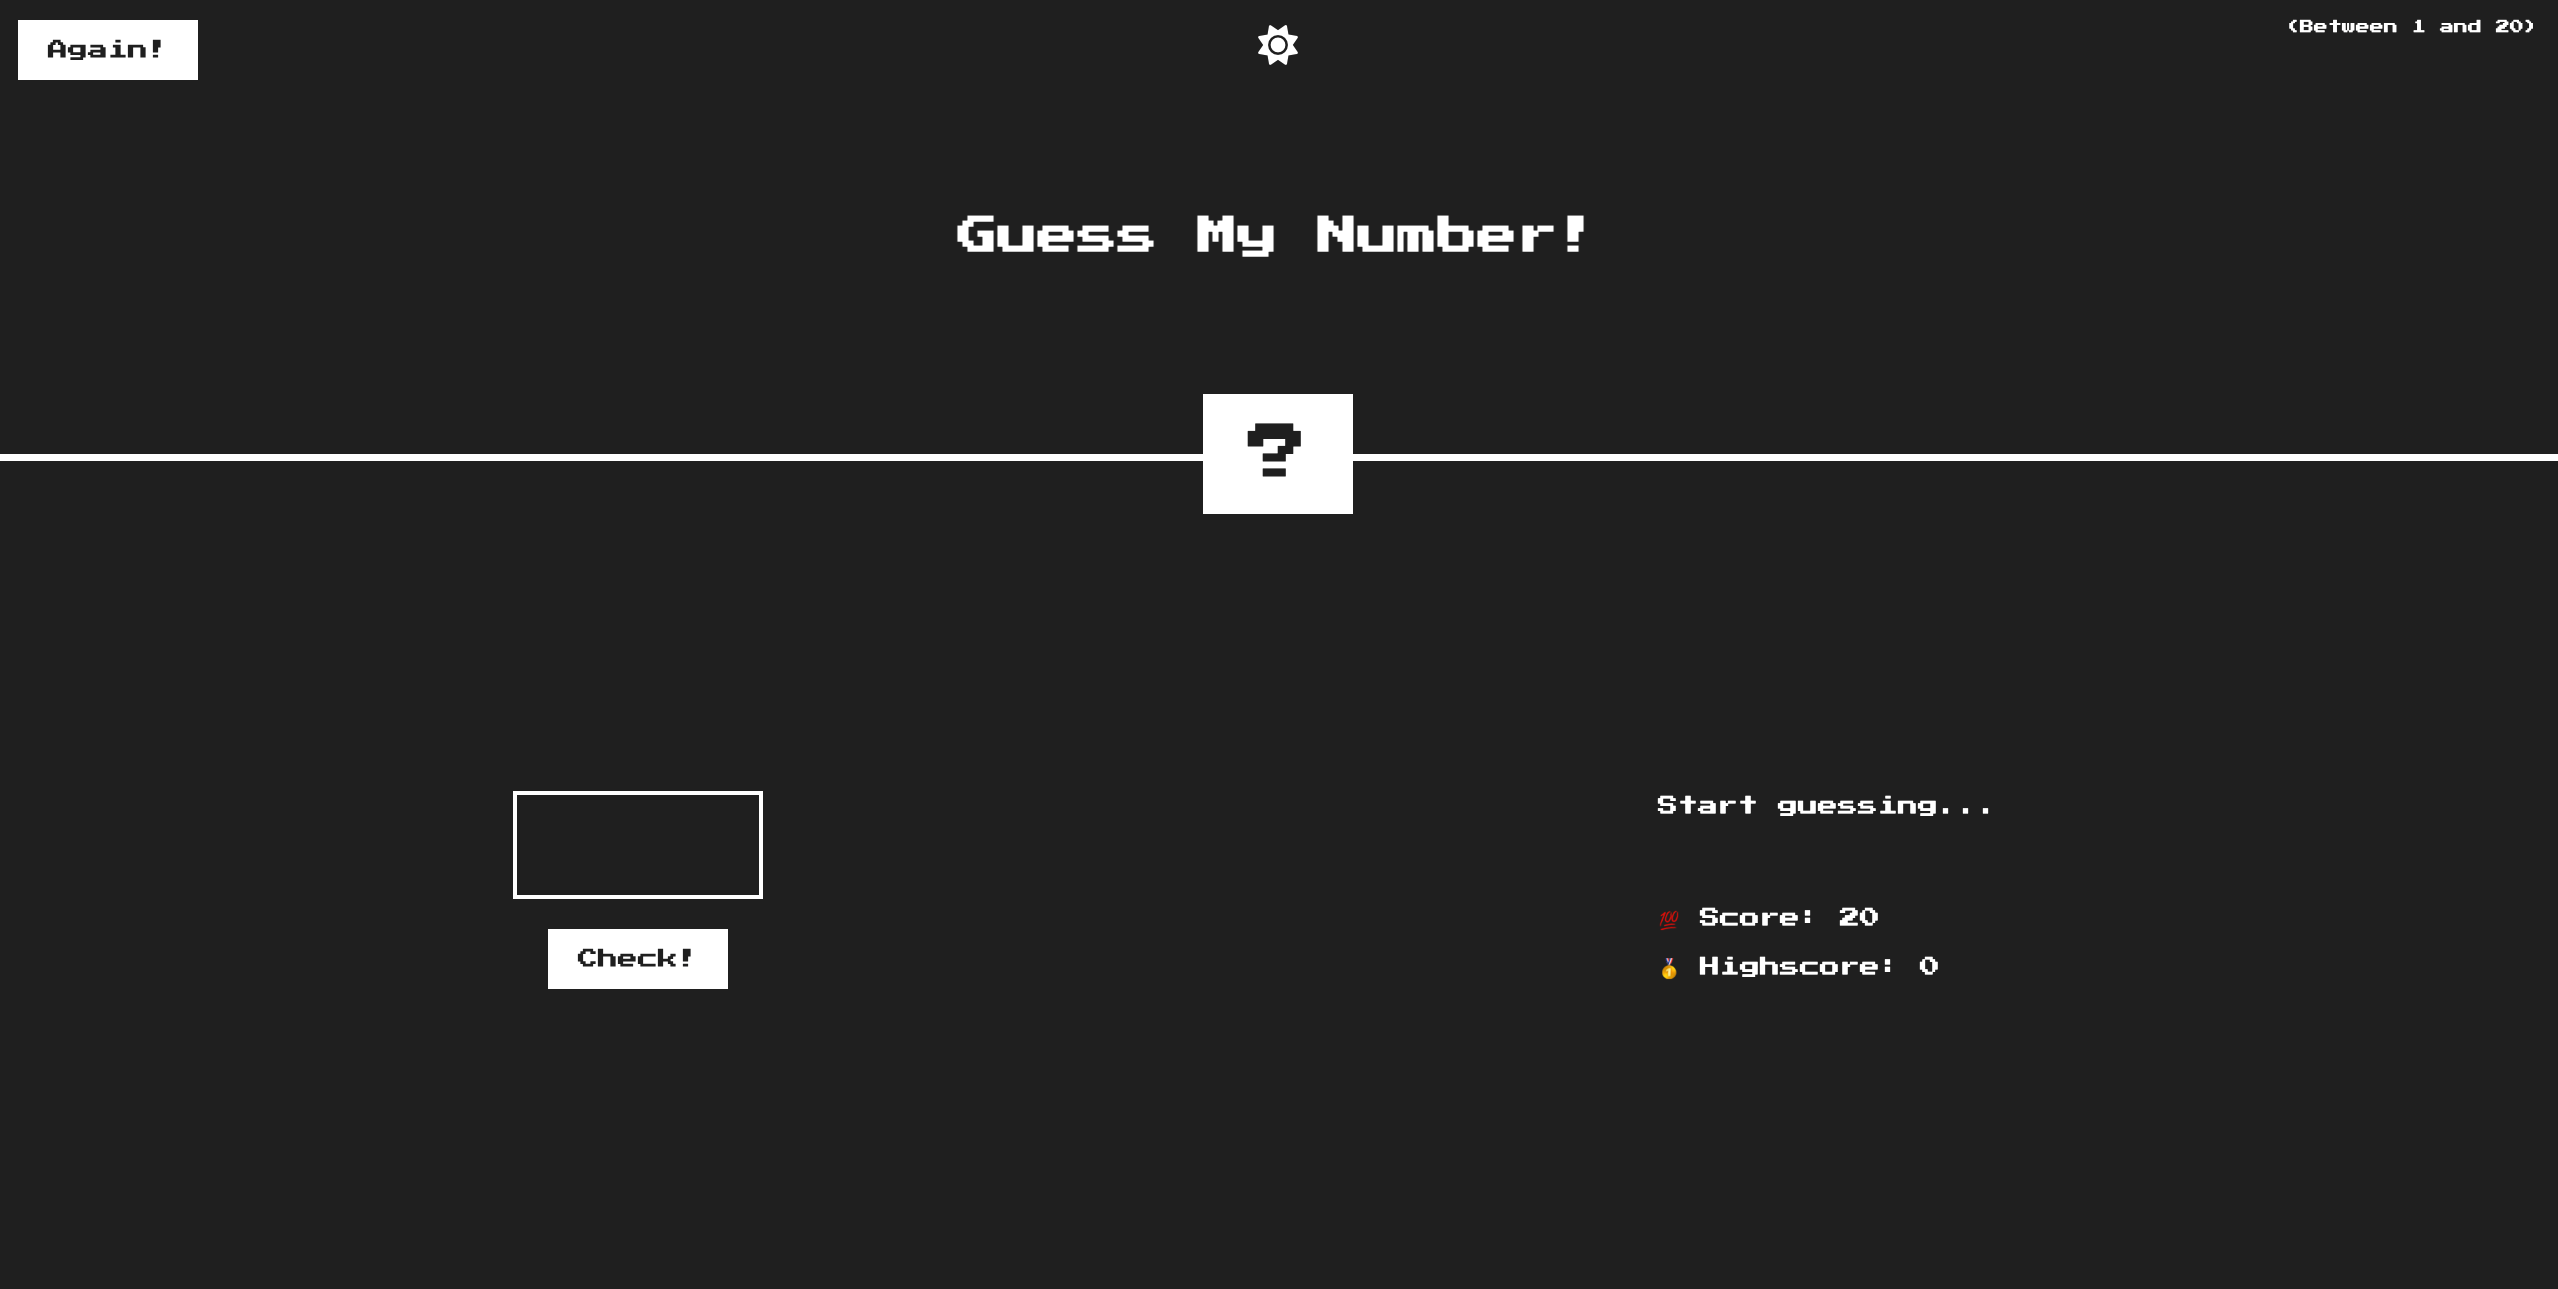 Again!
(Between 1 and 20)
Guess My Number!
?
Start guessing...
💯 Score: 20
Check!
🥇 Highscore: 0